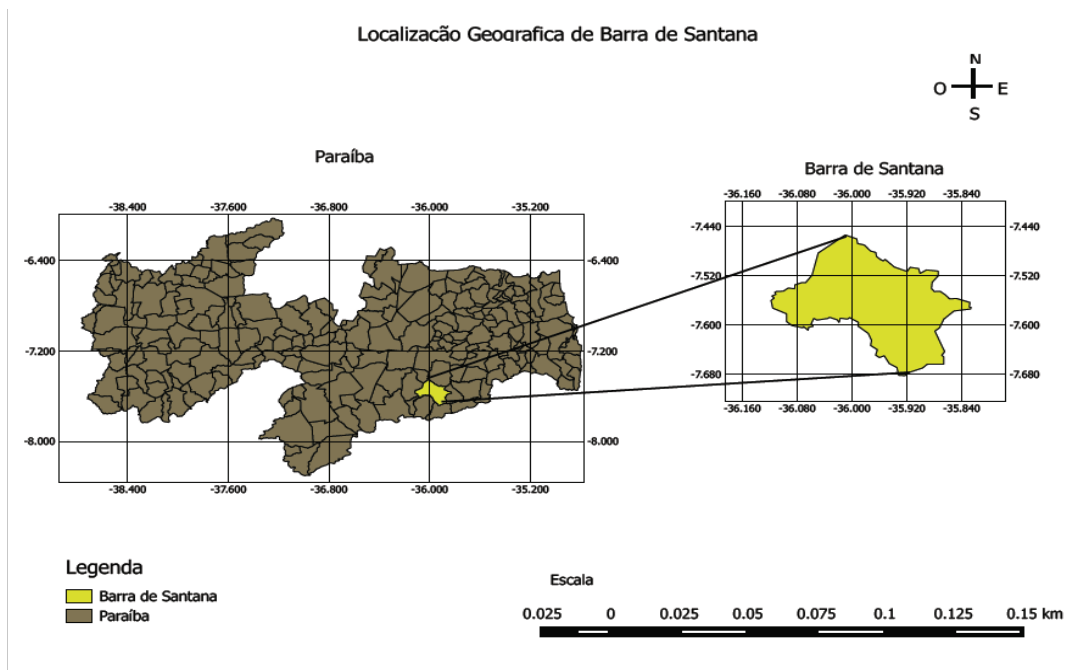 Localização Geografica de Barra de Santana
N
O E
S
Paraíba
-38.400 -37.600 -36.800 -36.000 -35.200
-6.400 -6.400
-7.200 -7.200
-8.000 -8.000
-38.400 -37.600 -36.800 -36.000 -35.200
Barra de Santana
-36.160 -36.080 -36.000 -35.920 -35.840
-7.440 -7.440
-7.520 -7.520
-7.600 -7.600
-7.680 -7.680
-36.160 -36.080 -36.000 -35.920 -35.840
Legenda
Barra de Santana
Paraíba
Escala
0.025 0 0.025 0.05 0.075 0.1 0.125 0.15 km